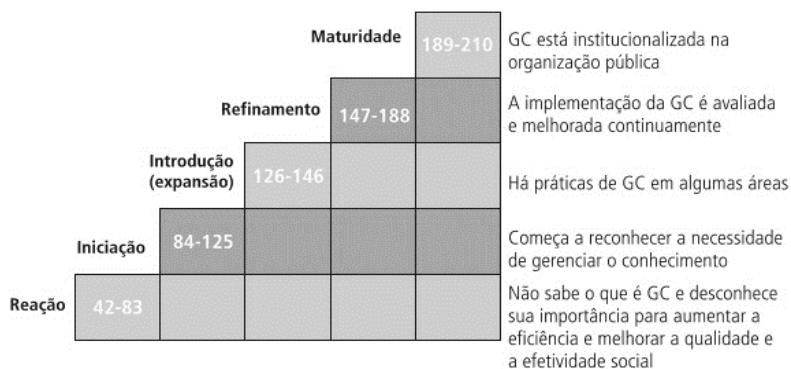 Maturidade
189-210
GC está institucionalizada na
organização pública
Refinamento
147-188
A implementação da GC é avaliada
e melhorada continuamente
Introdução
(expansão)
126-146
Há práticas de GC em algumas áreas
Iniciação
84-125
Começa a reconhecer a necessidade
de gerenciar o conhecimento
Reação
42-83
Não sabe o que é GC e desconhece
sua importância para aumentar a
eficiência e melhorar a qualidade e
a efetividade social